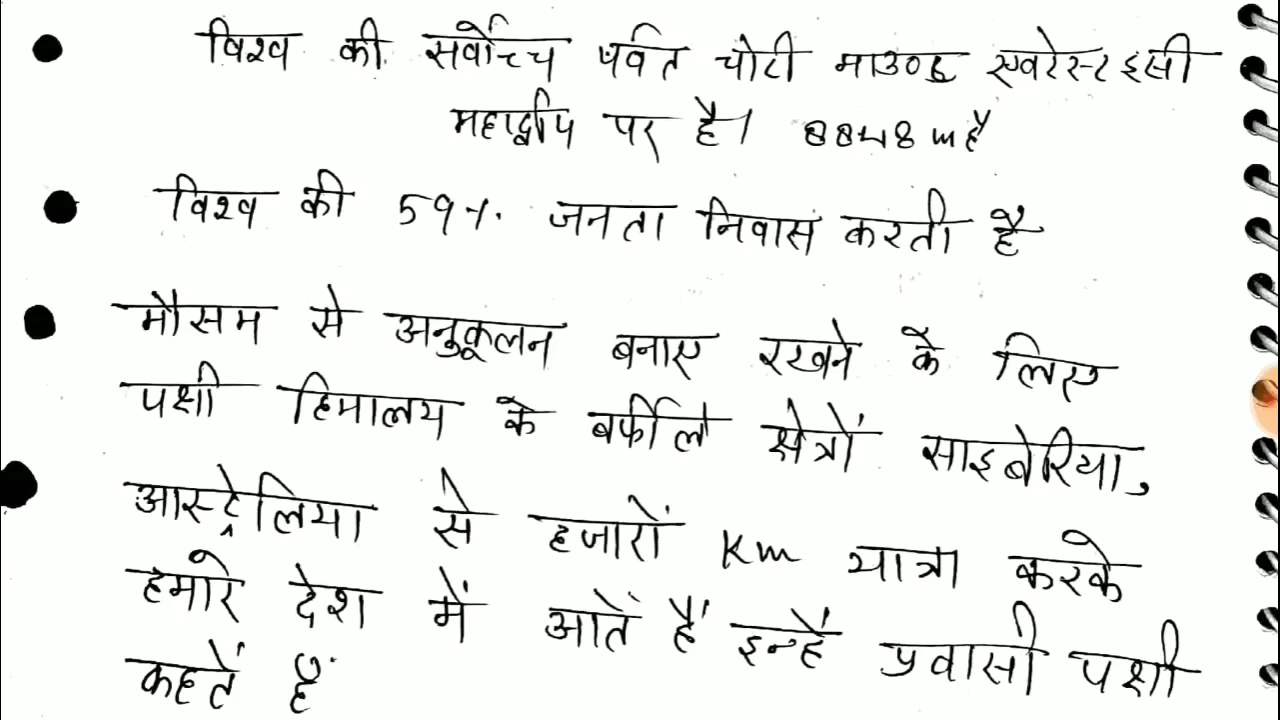 विश्व की सर्वोच्च पर्वत चोटी माउण्ड एवरेस्ट इसी
महाद्वीप पर है। 8848 m है
विश्व की 59%. जनता निवास करती है
मौसम से अनुकूलन बनाए रखने के लिए
पक्षी हिमालय के बर्फीले क्षेत्रों साइबेरिया,
आस्ट्रेलिया से हजारों Km यात्रा करके
हमारे देश में आतें हैं इन्हें प्रवासी पक्षी
कहतें हैं